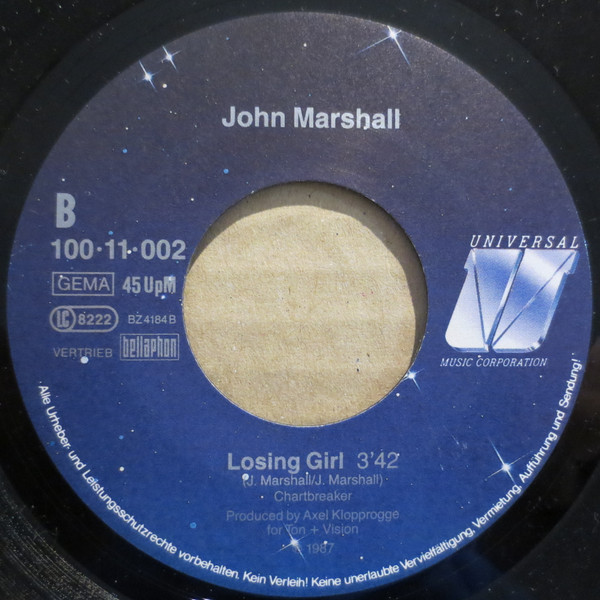 John Marshall
B
100·11·002
GEMA 45 UpM
LC 8222 BZ 4184 B
VERTRIEB bellaphon
UNIVERSAL
MUSIC CORPORATION
Losing Girl 3'42
(J. Marshall/J. Marshall)
Chartbreaker
Produced by Axel Klopprogge
for Ton + Vision
℗ 1987
Alle Urheber- und Leistungsschutzrechte vorbehalten. Kein Verleih! Keine unerlaubte Vervielfältigung, Vermietung, Aufführung und Sendung!